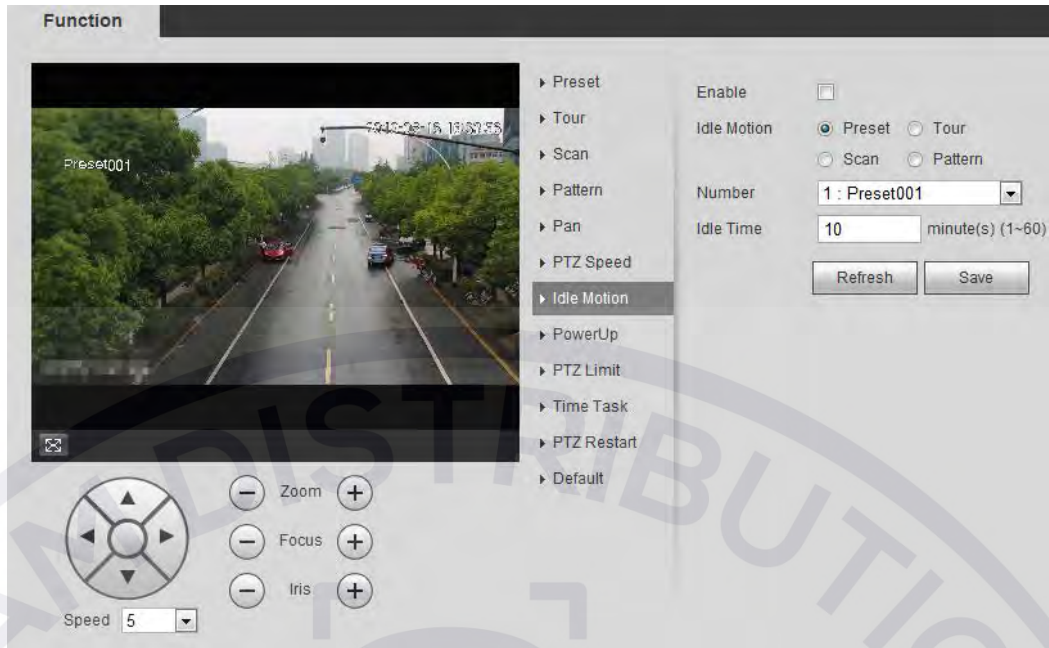 Function
Preset001
Preset
Tour
Scan
Pattern
Pan
PTZ Speed
Idle Motion
PowerUp
PTZ Limit
Time Task
PTZ Restart
Default
Enable
Idle Motion Preset Tour
Scan Pattern
Number 1 : Preset001
Idle Time 10 minute(s) (1~60)
Refresh Save
Zoom
Focus
Iris
Speed 5
DISTRIBUTIO